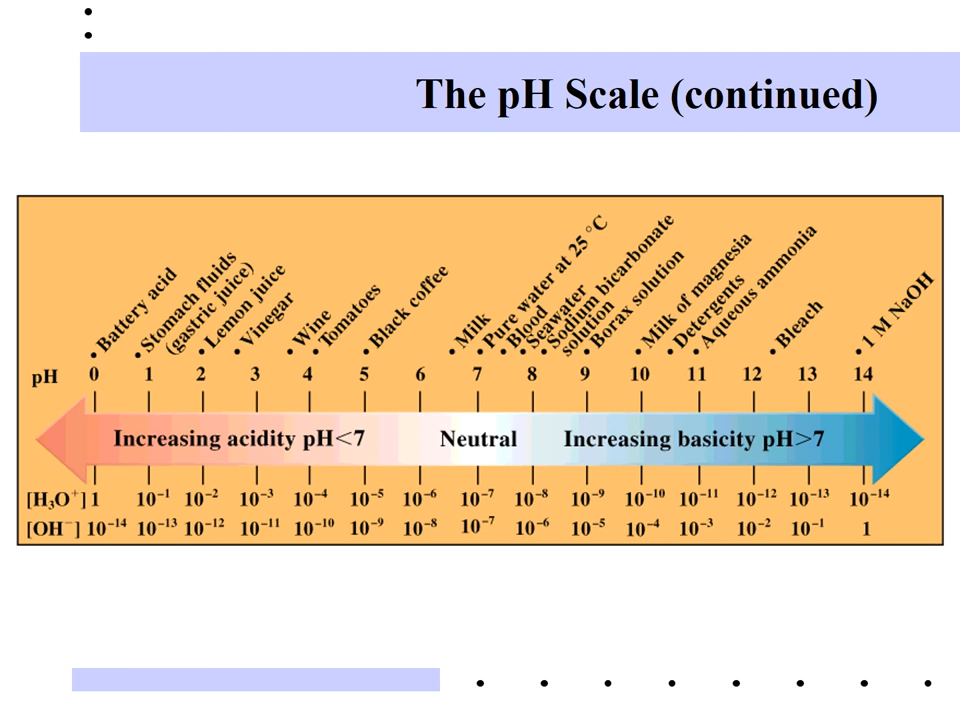 The pH Scale (continued)
Battery acid
Stomach fluids
(gastric juice)
Lemon juice
Vinegar
Wine
Tomatoes
Black coffee
Milk
Pure water at 25 °C
Blood
Seawater
Sodium bicarbonate
solution
Borax solution
Milk of magnesia
Detergents
Aqueous ammonia
Bleach
1 M NaOH
pH 0 1 2 3 4 5 6 7 8 9 10 11 12 13 14
Increasing acidity pH<7 Neutral Increasing basicity pH>7
[H₃O⁺] 1 10⁻¹ 10⁻² 10⁻³ 10⁻⁴ 10⁻⁵ 10⁻⁶ 10⁻⁷ 10⁻⁸ 10⁻⁹ 10⁻¹⁰ 10⁻¹¹ 10⁻¹² 10⁻¹³ 10⁻¹⁴
[OH⁻] 10⁻¹⁴ 10⁻¹³ 10⁻¹² 10⁻¹¹ 10⁻¹⁰ 10⁻⁹ 10⁻⁸ 10⁻⁷ 10⁻⁶ 10⁻⁵ 10⁻⁴ 10⁻³ 10⁻² 10⁻¹ 1